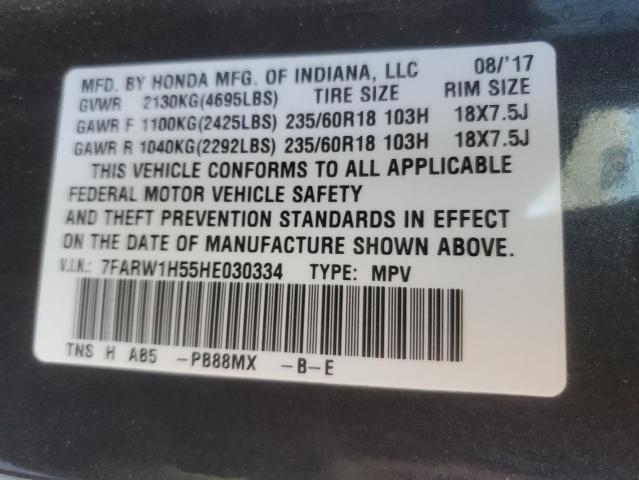 MFD. BY HONDA MFG. OF INDIANA, LLC 08/'17
GVWR 2130KG(4695LBS) TIRE SIZE RIM SIZE
GAWR F 1100KG(2425LBS) 235/60R18 103H 18X7.5J
GAWR R 1040KG(2292LBS) 235/60R18 103H 18X7.5J
THIS VEHICLE CONFORMS TO ALL APPLICABLE
FEDERAL MOTOR VEHICLE SAFETY
AND THEFT PREVENTION STANDARDS IN EFFECT
ON THE DATE OF MANUFACTURE SHOWN ABOVE.
V.I.N.: 7FARW1H55HE030334 TYPE: MPV
TNS H AB5 -PB88MX -B-E